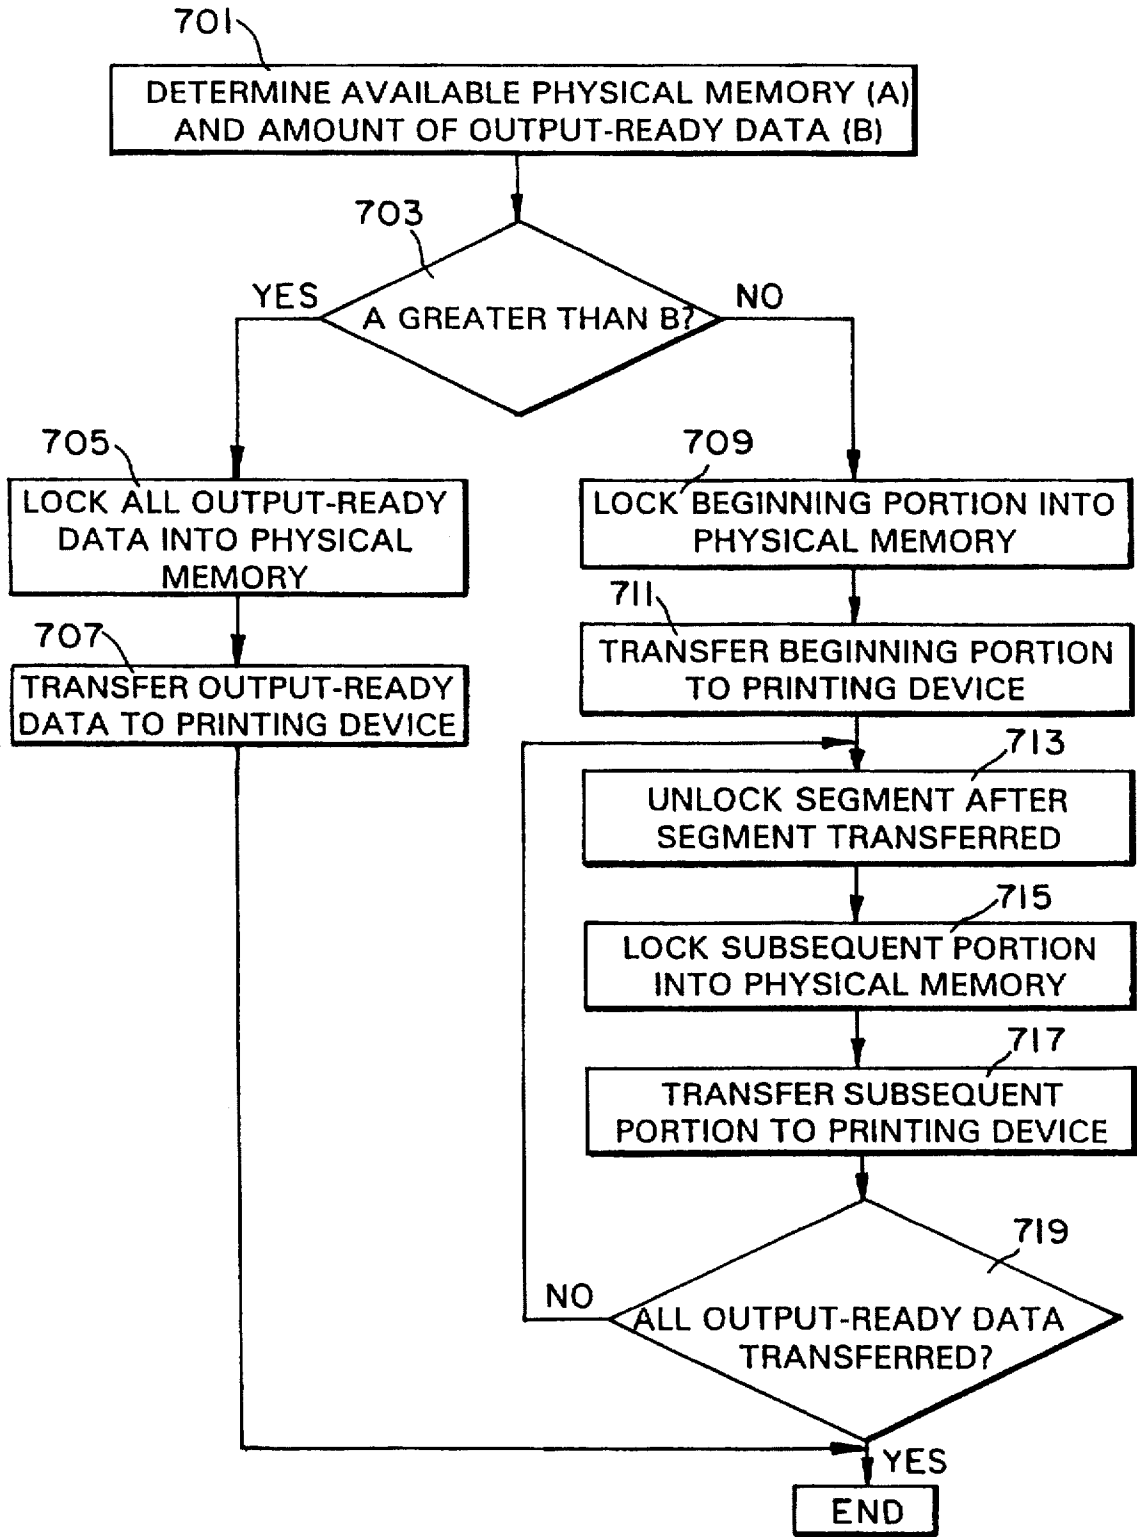 701
DETERMINE AVAILABLE PHYSICAL MEMORY (A)
AND AMOUNT OF OUTPUT-READY DATA (B)
703
YES
A GREATER THAN B?
NO
705
LOCK ALL OUTPUT-READY
DATA INTO PHYSICAL
MEMORY
707
TRANSFER OUTPUT-READY
DATA TO PRINTING DEVICE
709
LOCK BEGINNING PORTION INTO
PHYSICAL MEMORY
711
TRANSFER BEGINNING PORTION
TO PRINTING DEVICE
713
UNLOCK SEGMENT AFTER
SEGMENT TRANSFERRED
715
LOCK SUBSEQUENT PORTION
INTO PHYSICAL MEMORY
717
TRANSFER SUBSEQUENT
PORTION TO PRINTING DEVICE
719
NO
ALL OUTPUT-READY DATA
TRANSFERRED?
YES
END